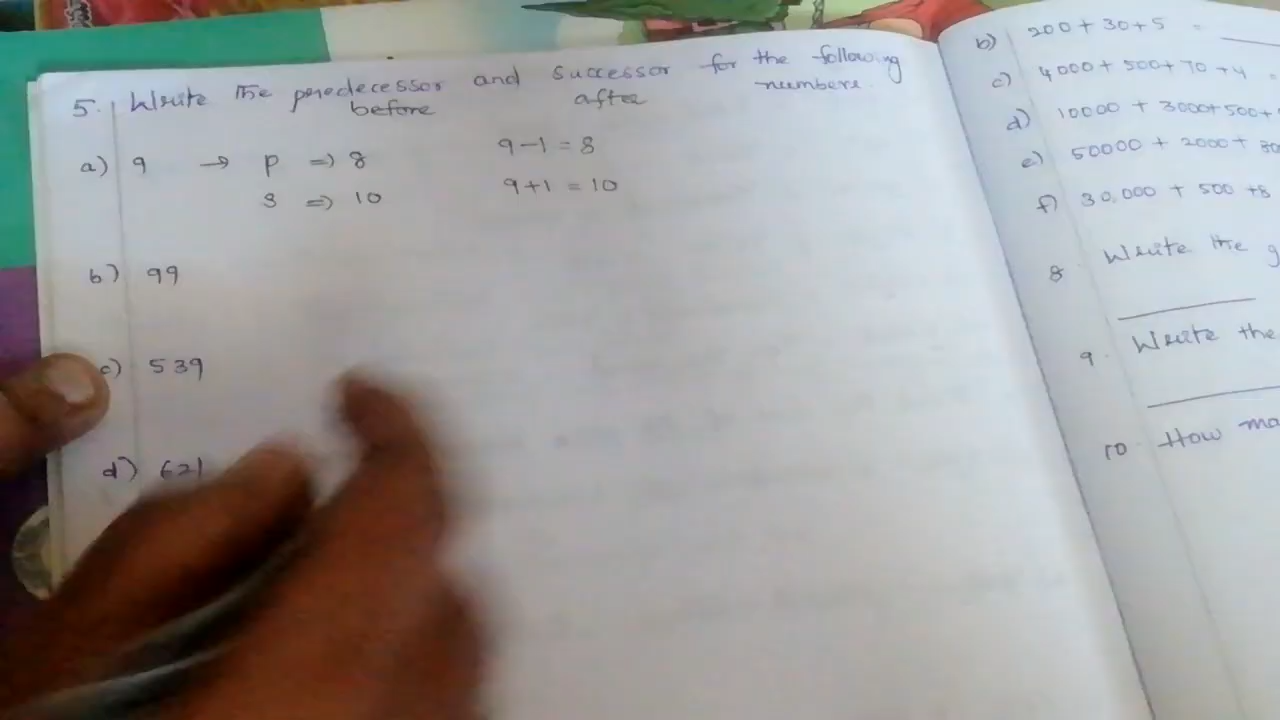 5. Write the predecessor and successor for the following
before after numbers.
a) 9 → p ⇒ 8 9-1 = 8
s ⇒ 10 9+1 = 10
b) 99
c) 539
d) 621
b) 200 + 30 + 5 =
c) 4000 + 500 + 70 + 4 =
d) 10000 + 3000 + 500 +
e) 50000 + 2000 +
f) 30,000 + 500 + 8
8 Write the
9. Write the
10 How